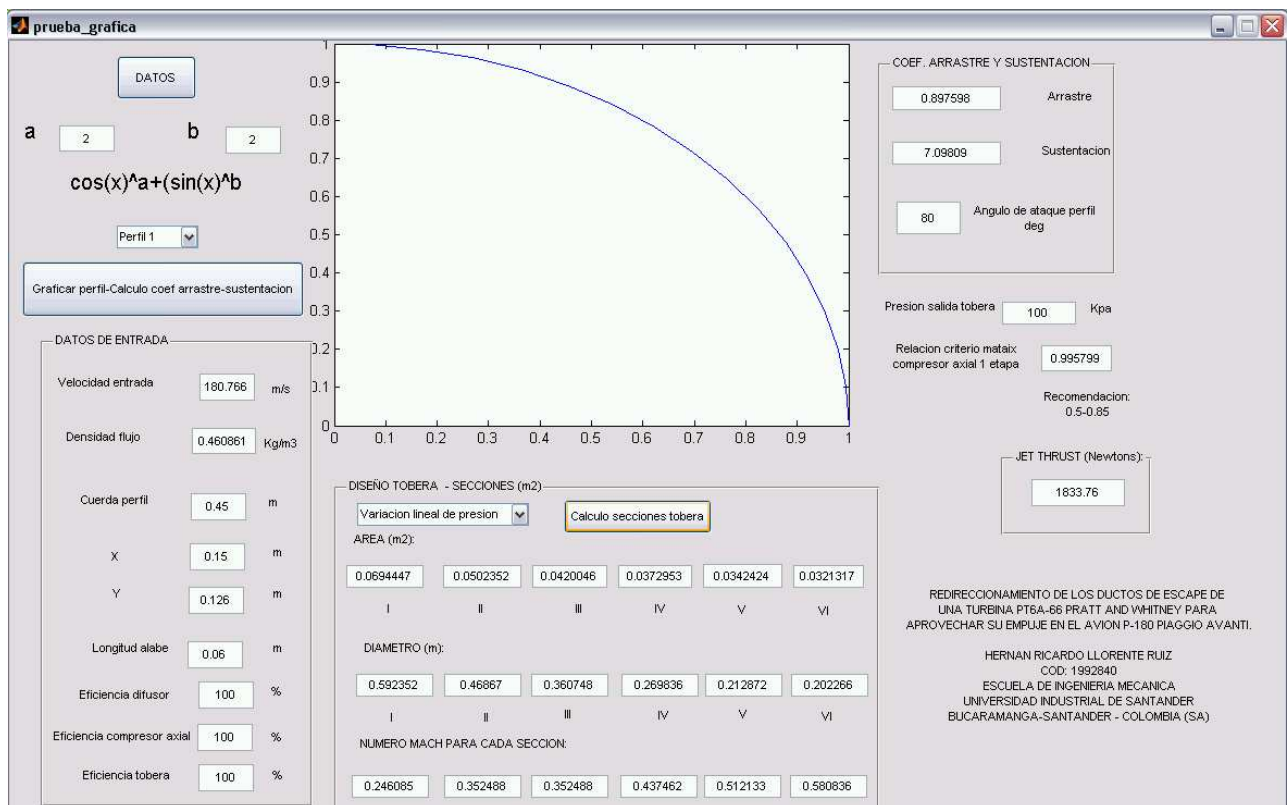 prueba_grafica
DATOS
a
2
b
2
cos(x)^a+(sin(x)^b
Perfil 1
Graficar perfil-Calculo coef arrastre-sustentacion
DATOS DE ENTRADA
Velocidad entrada
180.766
m/s
Densidad flujo
0.460861
Kg/m3
Cuerda perfil
0.45
m
X
0.15
m
Y
0.126
m
Longitud alabe
0.06
m
Eficiencia difusor
100
%
Eficiencia compresor axial
100
%
Eficiencia tobera
100
%
1
0.9
0.8
0.7
0.6
0.5
0.4
0.3
0.2
0.1
0
0 0.1 0.2 0.3 0.4 0.5 0.6 0.7 0.8 0.9 1
DISEÑO TOBERA - SECCIONES (m2)
Variacion lineal de presion
Calculo secciones tobera
AREA (m2):
0.0694447 0.0502352 0.0420046 0.0372953 0.0342424 0.0321317
I II III IV V VI
DIAMETRO (m):
0.592352 0.46867 0.360748 0.269836 0.212872 0.202266
I II III IV V VI
NUMERO MACH PARA CADA SECCION:
0.246085 0.352488 0.352488 0.437462 0.512133 0.580836
COEF. ARRASTRE Y SUSTENTACION
0.897598
Arrastre
7.09809
Sustentacion
80
Angulo de ataque perfil
deg
Presion salida tobera
100
Kpa
Relacion criterio mataix
compresor axial 1 etapa
0.995799
Recomendacion:
0.5-0.85
JET THRUST (Newtons):
1833.76
REDIRECCIONAMIENTO DE LOS DUCTOS DE ESCAPE DE
UNA TURBINA PT6A-66 PRATT AND WHITNEY PARA
APROVECHAR SU EMPUJE EN EL AVION P-180 PIAGGIO AVANTI.
HERNAN RICARDO LLORENTE RUIZ
COD: 1992840
ESCUELA DE INGENIERIA MECANICA
UNIVERSIDAD INDUSTRIAL DE SANTANDER
BUCARAMANGA-SANTANDER - COLOMBIA (SA)